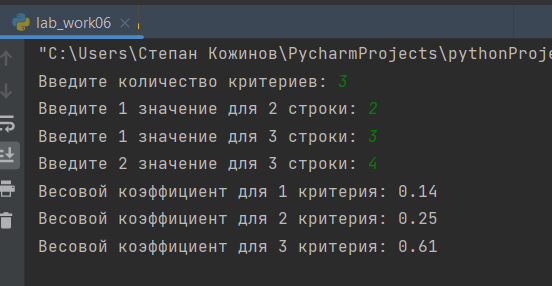 lab_work06
"C:\Users\Степан Кожинов\PycharmProjects\pythonProje
Введите количество критериев: 3
Введите 1 значение для 2 строки: 2
Введите 1 значение для 3 строки: 3
Введите 2 значение для 3 строки: 4
Весовой коэффициент для 1 критерия: 0.14
Весовой коэффициент для 2 критерия: 0.25
Весовой коэффициент для 3 критерия: 0.61